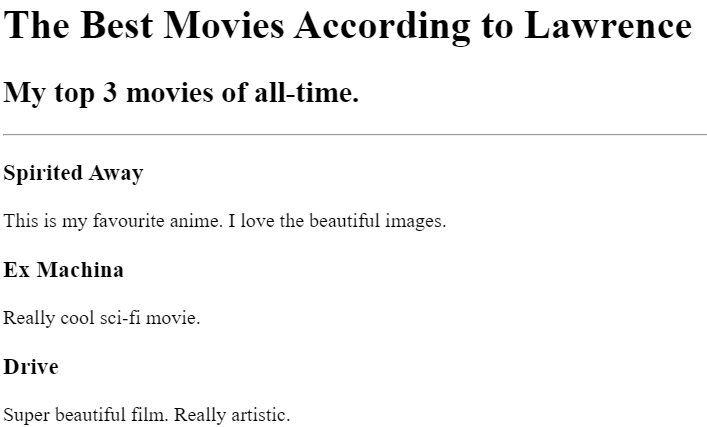 The Best Movies According to Lawrence
My top 3 movies of all-time.
Spirited Away
This is my favourite anime. I love the beautiful images.
Ex Machina
Really cool sci-fi movie.
Drive
Super beautiful film. Really artistic.